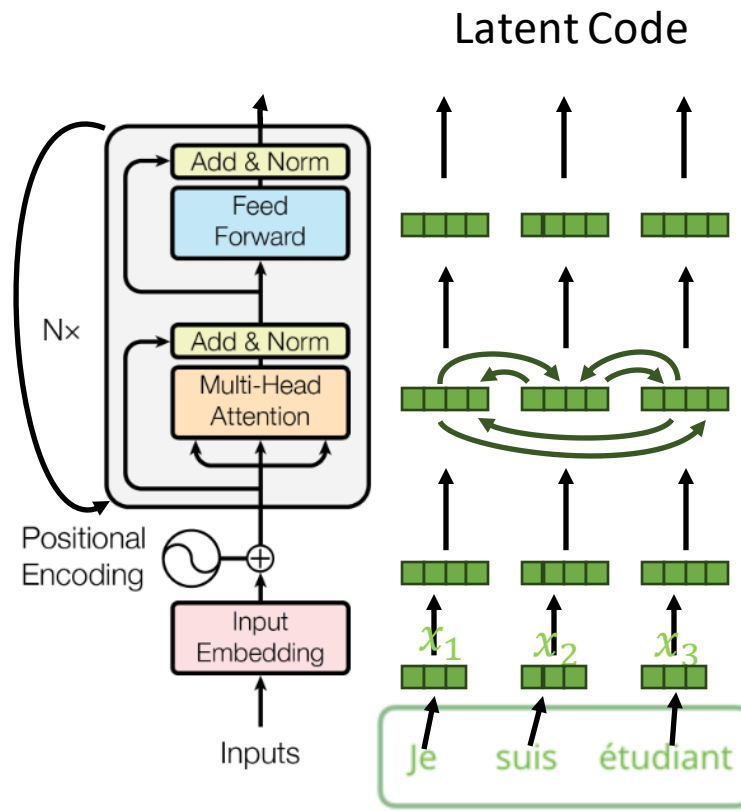 Latent Code
Add & Norm
Feed
Forward
Add & Norm
Multi-Head
Attention
N×
Positional
Encoding
Input
Embedding
Inputs
x₁ x₂ x₃
Je suis étudiant